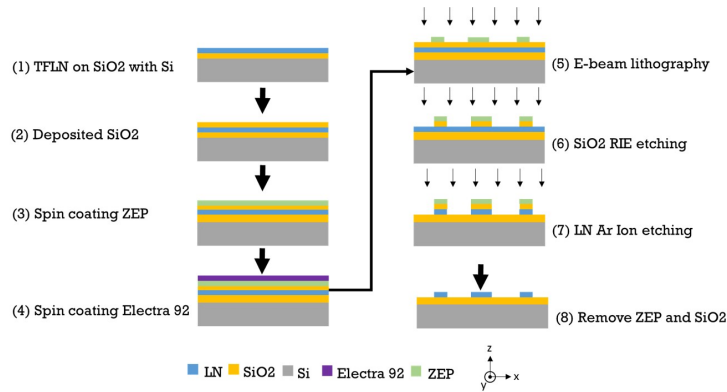 (1) TFLN on SiO2 with Si
(2) Deposited SiO2
(3) Spin coating ZEP
(4) Spin coating Electra 92
(5) E-beam lithography
(6) SiO2 RIE etching
(7) LN Ar Ion etching
(8) Remove ZEP and SiO2
LN SiO2 Si Electra 92 ZEP
z
y x